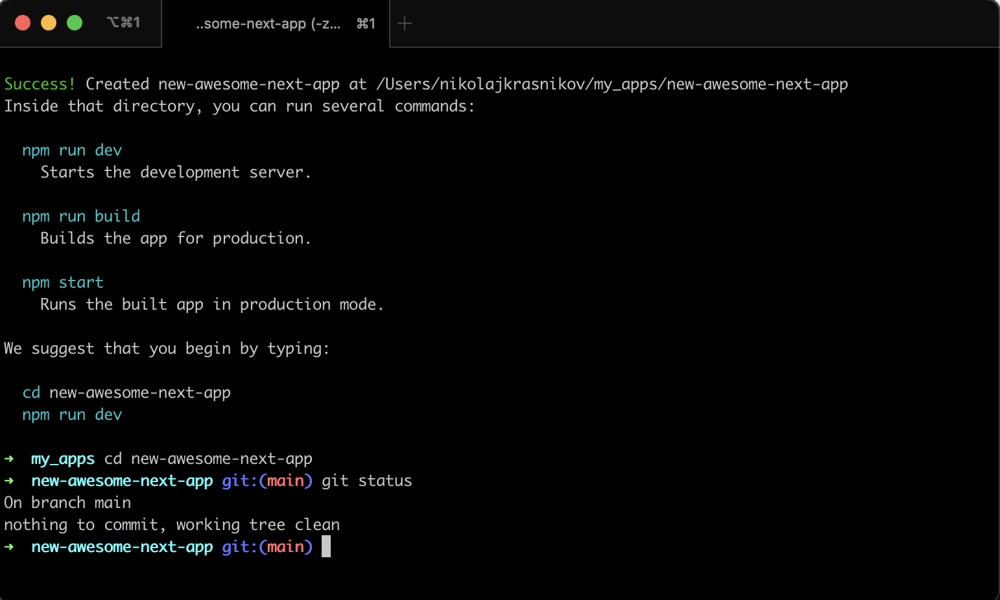 ⌥⌘1 ..some-next-app (-z... ⌘1 +
Success! Created new-awesome-next-app at /Users/nikolajkrasnikov/my_apps/new-awesome-next-app
Inside that directory, you can run several commands:
npm run dev
Starts the development server.
npm run build
Builds the app for production.
npm start
Runs the built app in production mode.
We suggest that you begin by typing:
cd new-awesome-next-app
npm run dev
➜ my_apps cd new-awesome-next-app
➜ new-awesome-next-app git:(main) git status
On branch main
nothing to commit, working tree clean
➜ new-awesome-next-app git:(main)